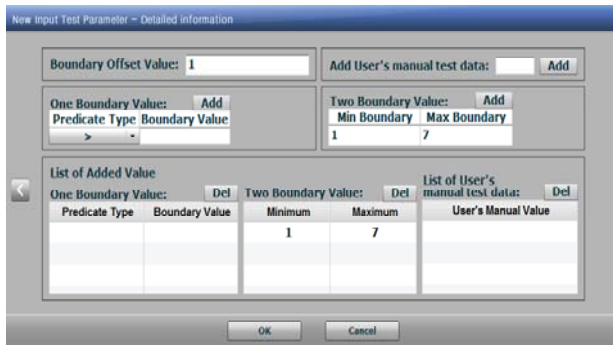 New Input Test Parameter – Detailed information
Boundary Offset Value: 1
Add User's manual test data: Add
One Boundary Value: Add
Predicate Type Boundary Value
>
Two Boundary Value: Add
Min Boundary Max Boundary
1 7
List of Added Value
One Boundary Value: Del
Predicate Type Boundary Value
Two Boundary Value: Del
Minimum Maximum
1 7
List of User's
manual test data: Del
User's Manual Value
OK Cancel